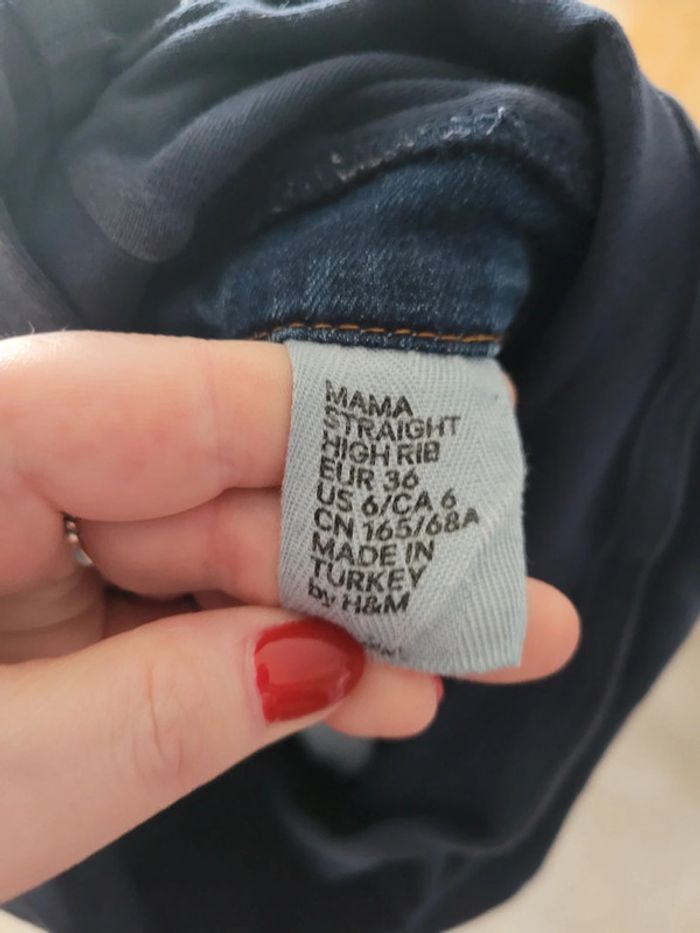 MAMA
STRAIGHT
HIGH RIB
EUR 36
US 6/CA 6
CN 165/68A
MADE IN
TURKEY
by H&M